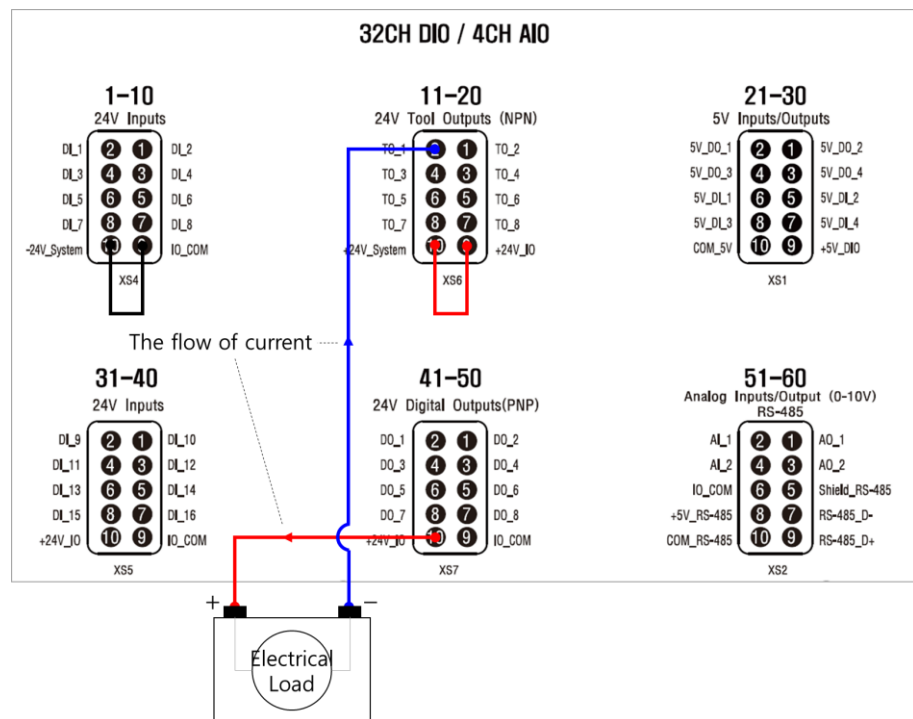 32CH DIO / 4CH AIO
1-10
24V Inputs
DI_1 2 1 DI_2
DI_3 4 3 DI_4
DI_5 6 5 DI_6
DI_7 8 7 DI_8
-24V_System 10 9 IO_COM
XS4
11-20
24V Tool Outputs (NPN)
TO_1 2 1 TO_2
TO_3 4 3 TO_4
TO_5 6 5 TO_6
TO_7 8 7 TO_8
+24V_System 10 9 +24V_IO
XS6
21-30
5V Inputs/Outputs
5V_DO_1 2 1 5V_DO_2
5V_DO_3 4 3 5V_DO_4
5V_DI_1 6 5 5V_DI_2
5V_DI_3 8 7 5V_DI_4
COM_5V 10 9 +5V_DIO
XS1
The flow of current
31-40
24V Inputs
DI_9 2 1 DI_10
DI_11 4 3 DI_12
DI_13 6 5 DI_14
DI_15 8 7 DI_16
+24V_IO 10 9 IO_COM
XS5
41-50
24V Digital Outputs(PNP)
DO_1 2 1 DO_2
DO_3 4 3 DO_4
DO_5 6 5 DO_6
DO_7 8 7 DO_8
+24V_IO 10 9 IO_COM
XS7
51-60
Analog Inputs/Output (0-10V)
RS-485
AI_1 2 1 AO_1
AI_2 4 3 AO_2
IO_COM 6 5 Shield_RS-485
+5V_RS-485 8 7 RS-485_D-
COM_RS-485 10 9 RS-485_D+
XS2
+ −
Electrical
Load